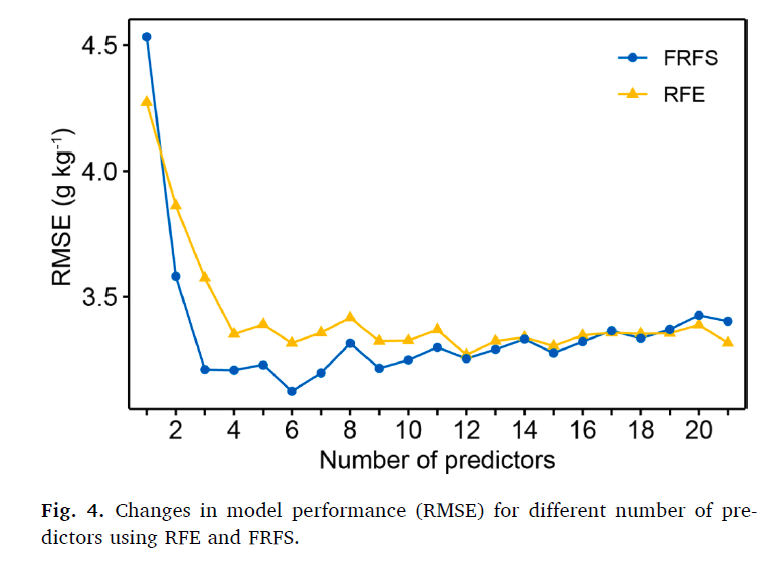 4.5
4.0
3.5
RMSE (g kg⁻¹)
FRFS
RFE
2 4 6 8 10 12 14 16 18 20
Number of predictors
Fig. 4. Changes in model performance (RMSE) for different number of pre-
dictors using RFE and FRFS.